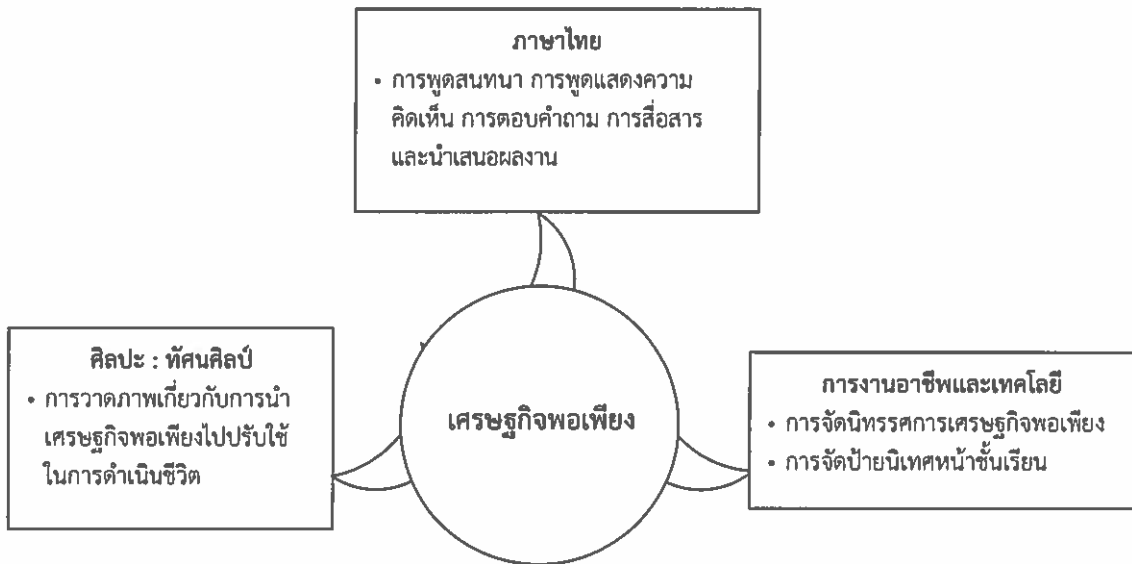 ภาษาไทย
• การพูดสนทนา การพูดแสดงความ
คิดเห็น การตอบคำถาม การสื่อสาร
และนำเสนอผลงาน
ศิลปะ : ทัศนศิลป์
• การวาดภาพเกี่ยวกับการนำ
เศรษฐกิจพอเพียงไปปรับใช้
ในการดำเนินชีวิต
เศรษฐกิจพอเพียง
การงานอาชีพและเทคโลยี
• การจัดนิทรรศการเศรษฐกิจพอเพียง
• การจัดป้ายนิเทศหน้าชั้นเรียน